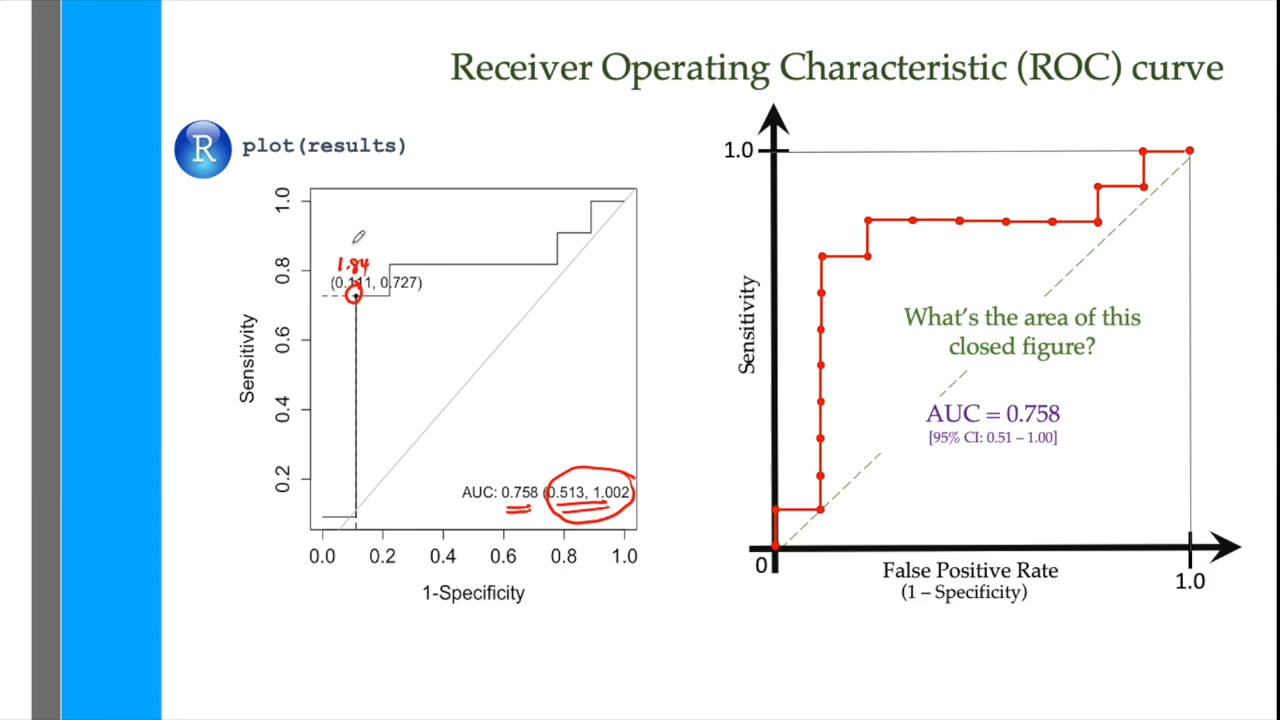 Receiver Operating Characteristic (ROC) curve
R plot(results)
1.0
0.8
0.6
0.4
0.2
Sensitivity
1.84
(0.111, 0.727)
AUC: 0.758 (0.513, 1.002
0.0 0.2 0.4 0.6 0.8 1.0
1-Specificity
1.0
Sensitivity
What's the area of this
closed figure?
AUC = 0.758
[95% CI: 0.51 – 1.00]
0
1.0
False Positive Rate
(1 – Specificity)